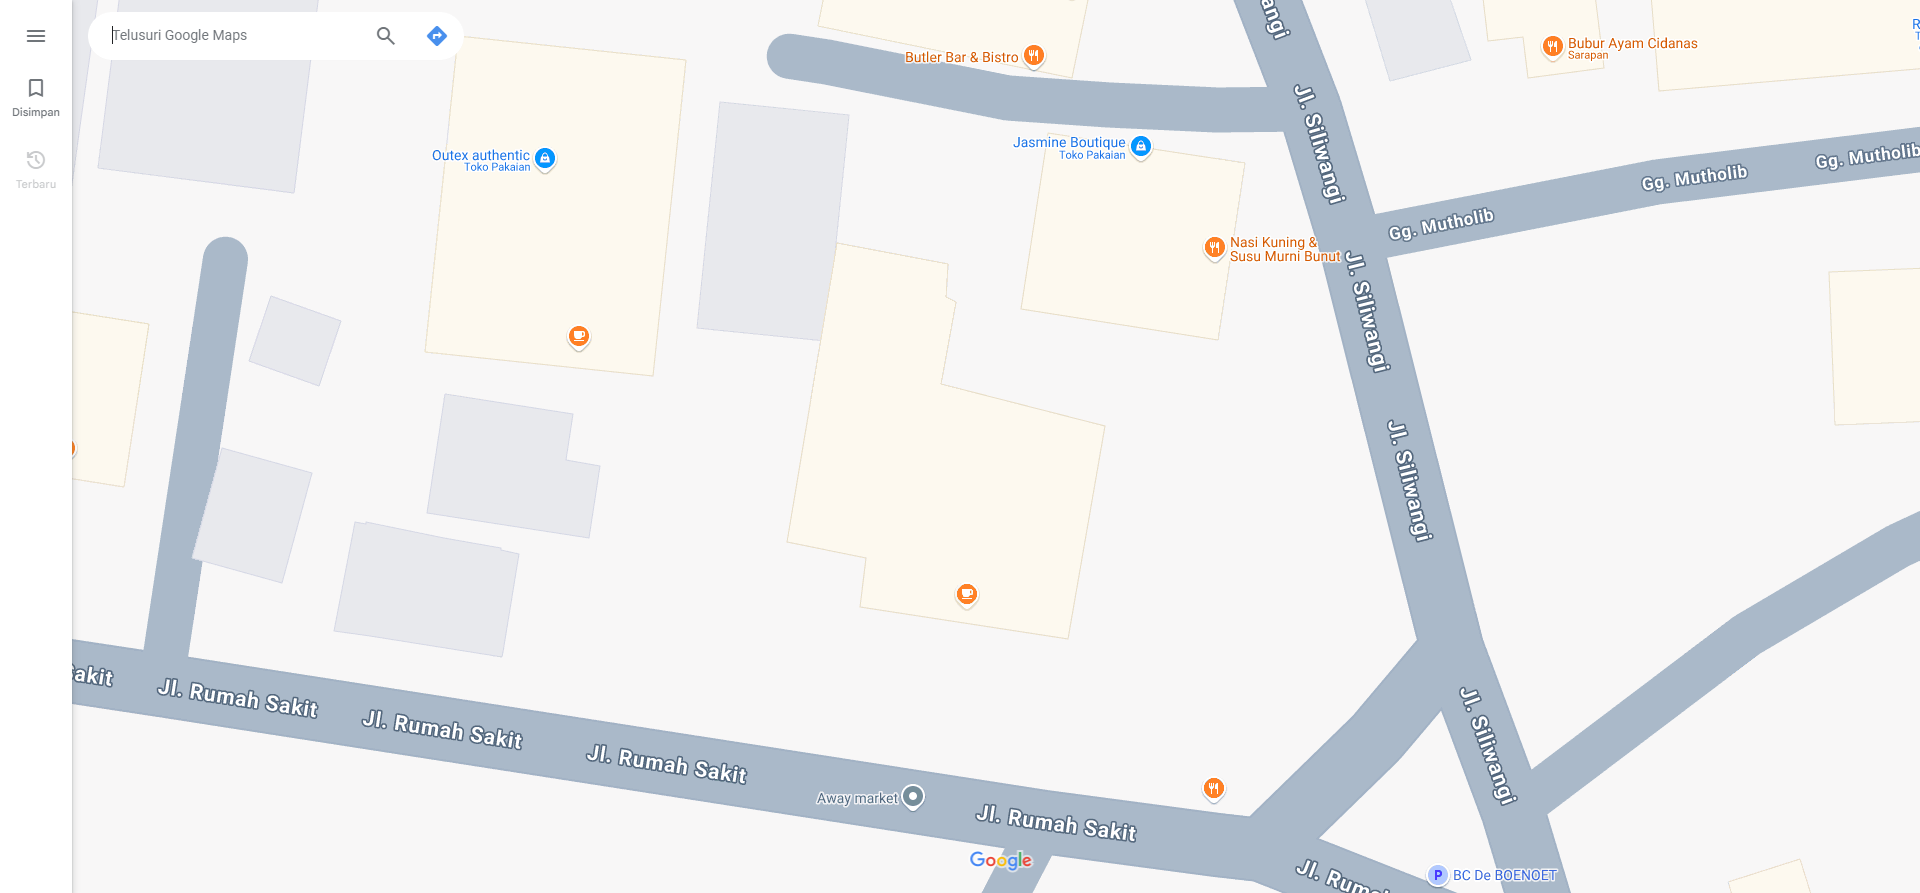 Telusuri Google Maps
Disimpan
Terbaru
Butler Bar & Bistro
Bubur Ayam Cidanas
Sarapan
Outex authentic
Toko Pakaian
Jasmine Boutique
Toko Pakaian
Nasi Kuning &
Susu Murni Bunut
angi
Jl. Siliwangi
Jl. Siliwangi
Jl. Siliwangi
Jl. Siliwangi
Gg. Mutholib
Gg. Mutholib
Gg. Mutholib
Sakit
Jl. Rumah Sakit
Jl. Rumah Sakit
Jl. Rumah Sakit
Away market
Jl. Rumah Sakit
Google
P
BC De BOENOET